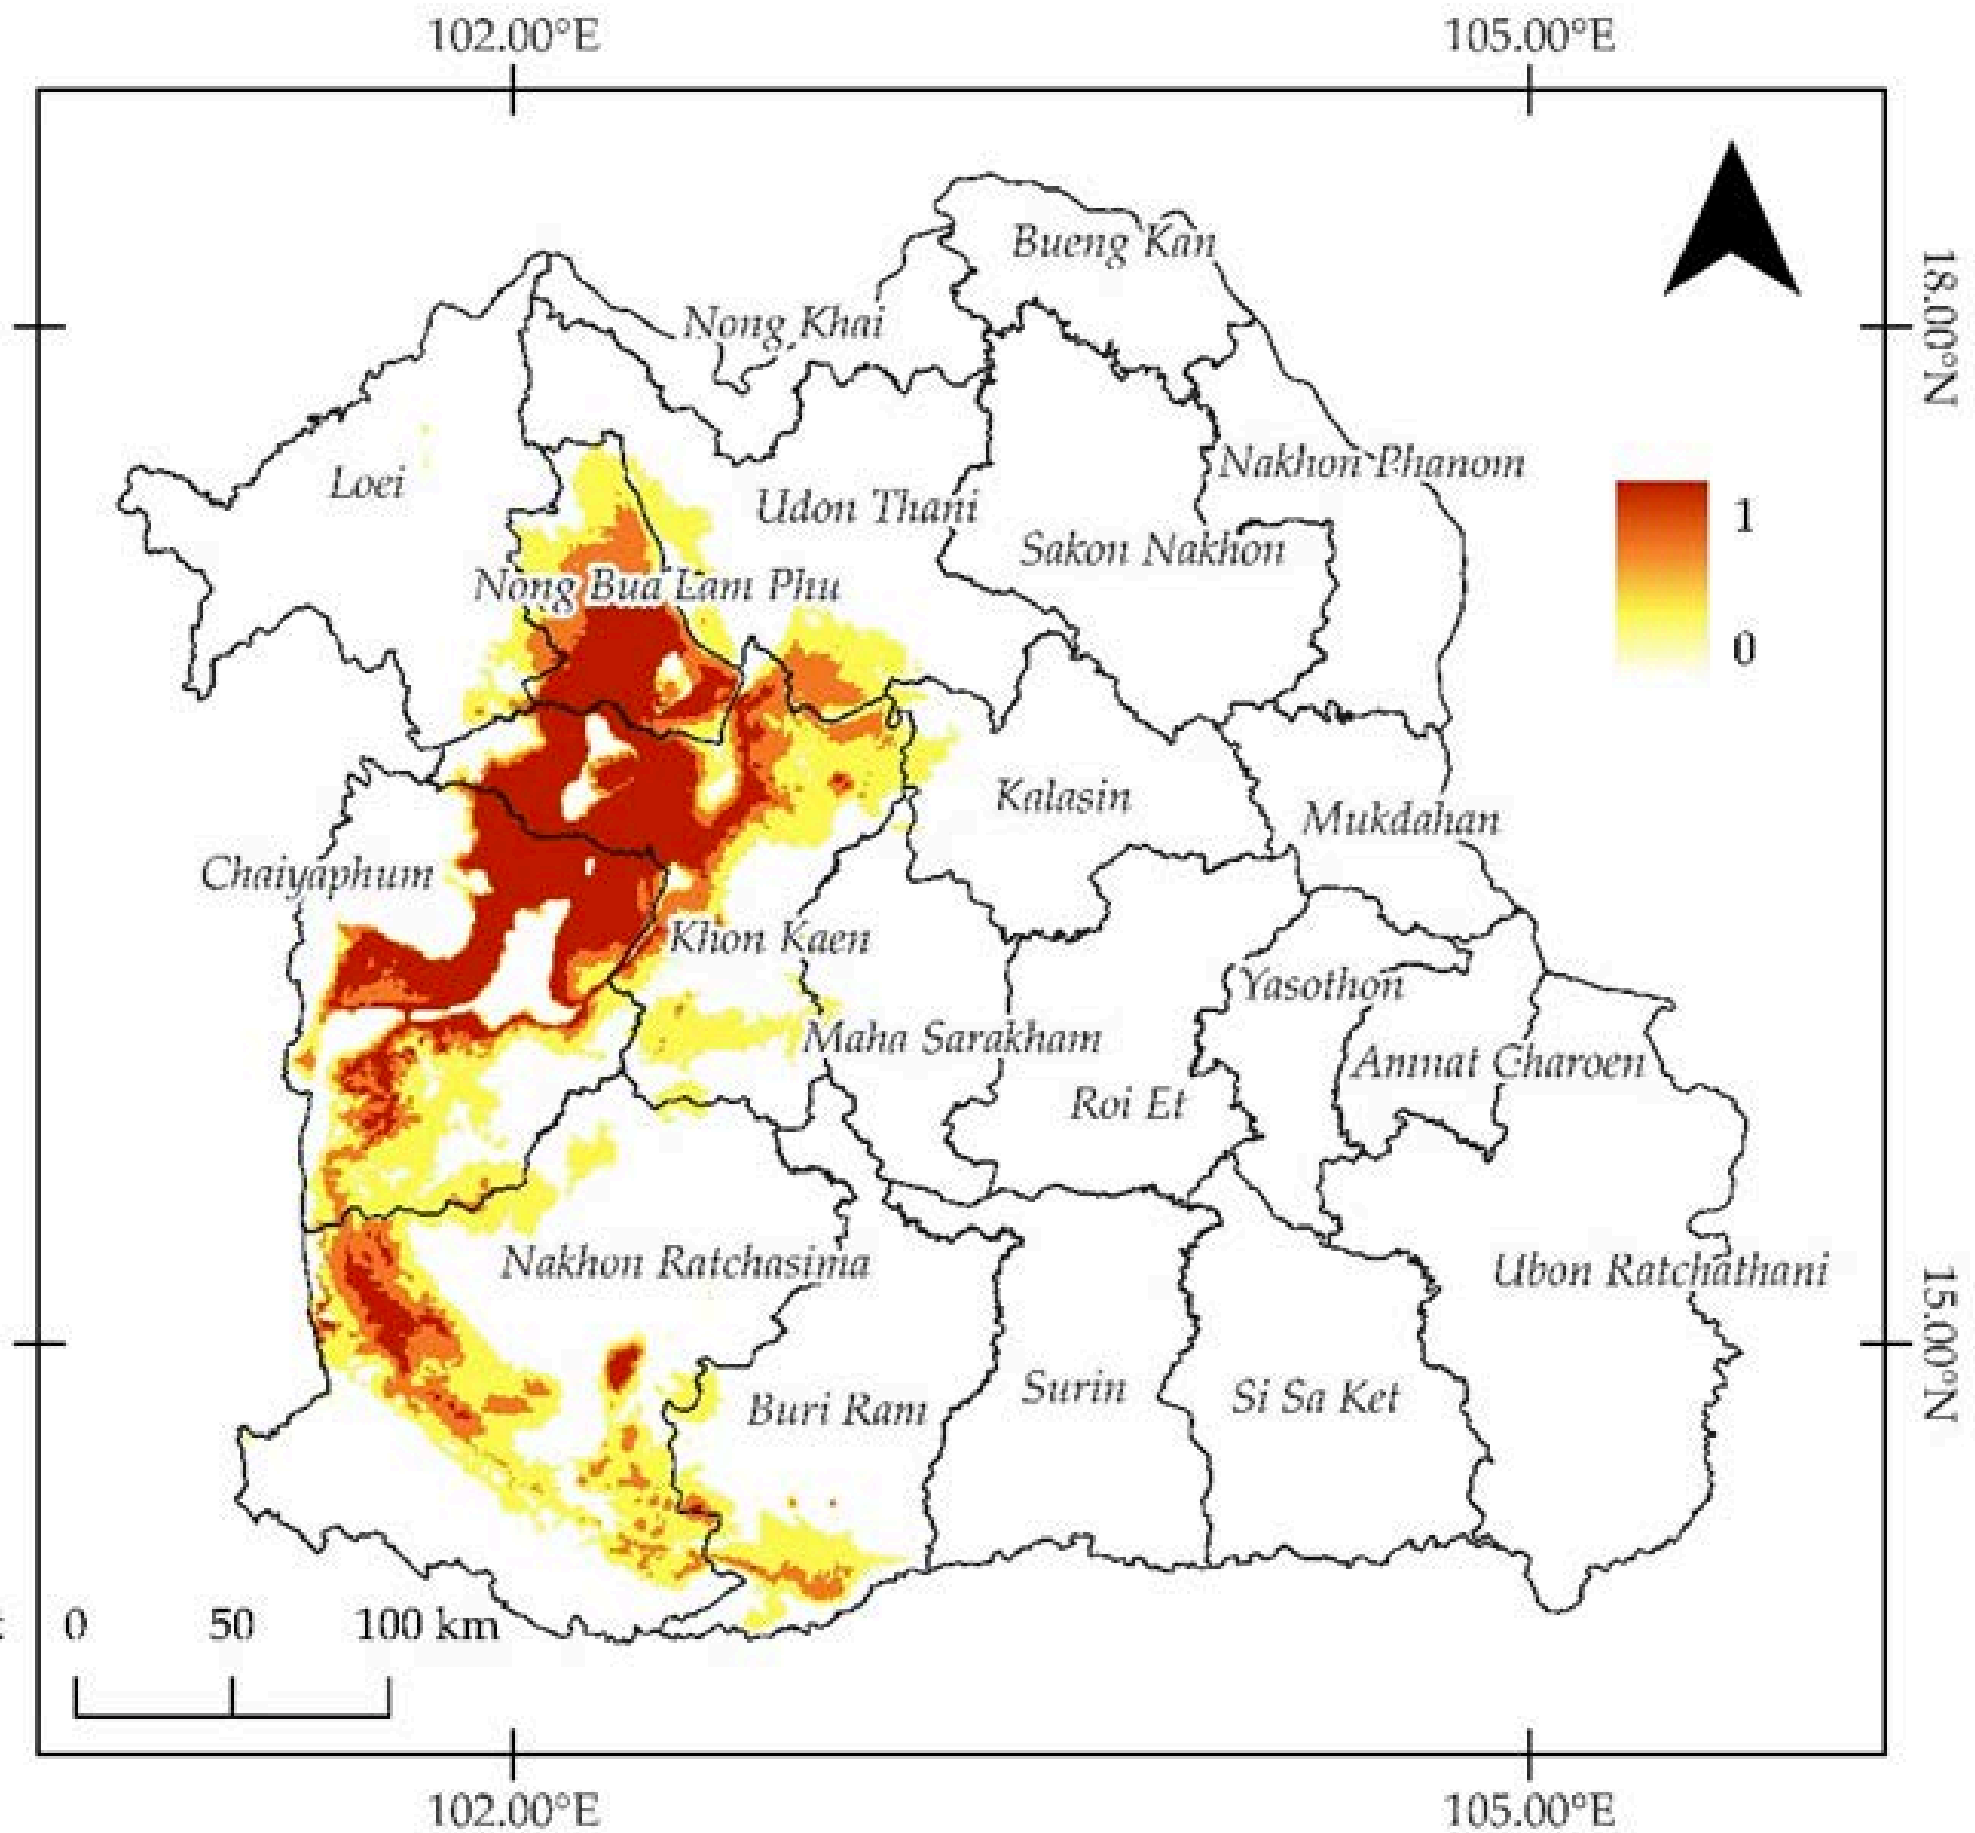 102.00°E 105.00°E
Bueng Kan
18.00°N
Nong Khai
Nakhon Phanom
Loei
Udon Thani
1
Sakon Nakhon
Nong Bua Lam Phu
0
Kalasin
Mukdahan
Chaiyaphum
Khon Kaen
Yasothon
Maha Sarakham
Amnat Charoen
Roi Et
Nakhon Ratchasima
Ubon Ratchathani
15.00°N
Surin
Si Sa Ket
Buri Ram
0 50 100 km
102.00°E 105.00°E